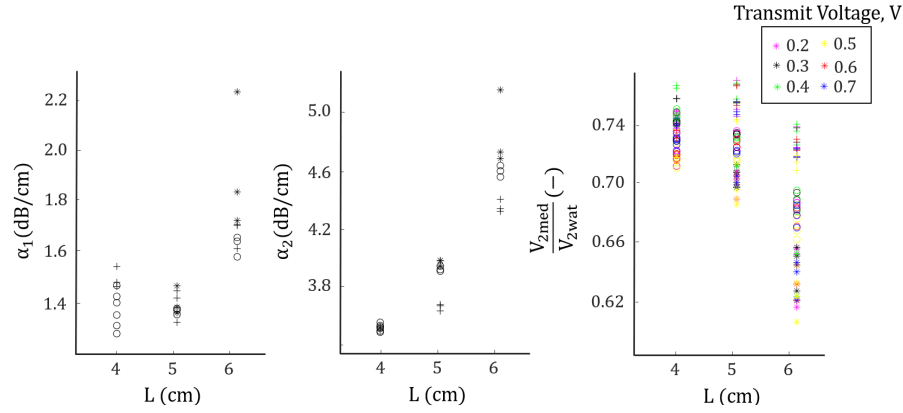 Transmit Voltage, V
0.2 0.5
0.3 0.6
0.4 0.7
2.2
2.0
1.8
1.6
1.4
α₁(dB/cm)
4 5 6
L (cm)
5.0
4.6
4.2
3.8
α₂(dB/cm)
4 5 6
L (cm)
0.74
0.70
0.66
0.62
V₂med
V₂wat
(−)
4 5 6
L (cm)